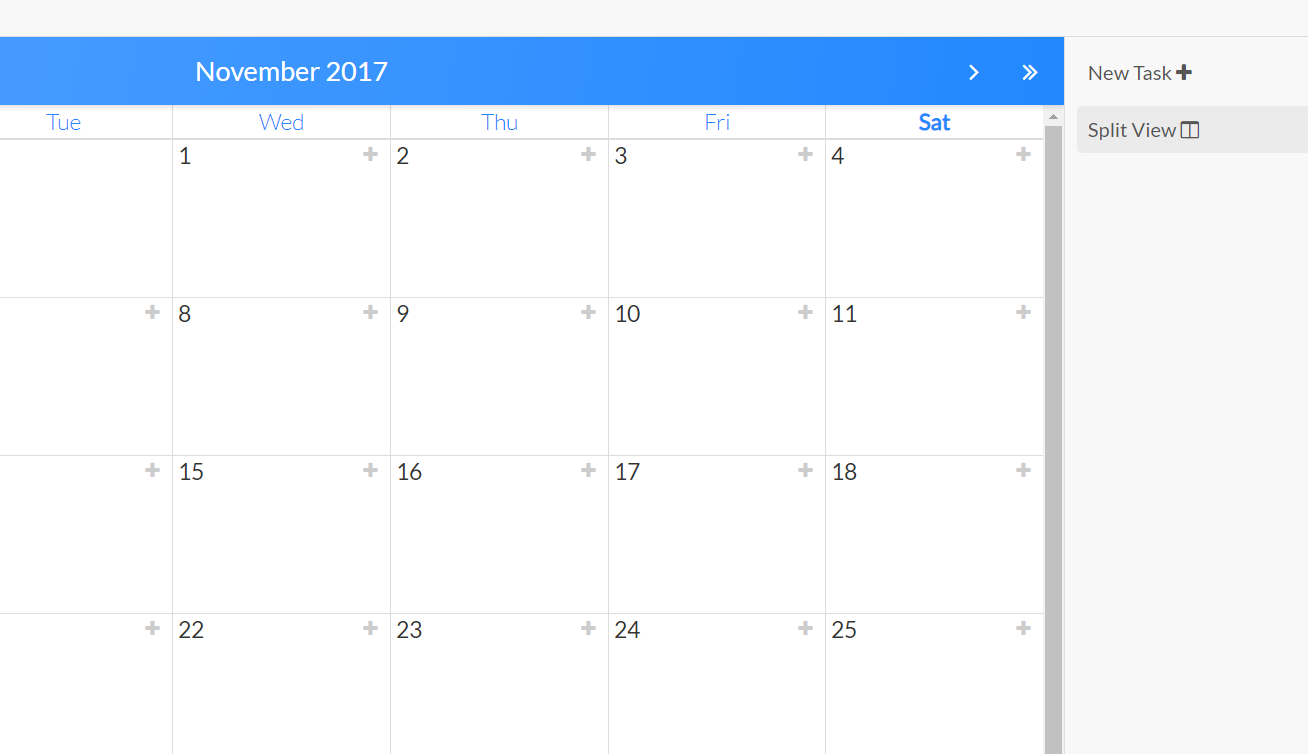 November 2017
New Task
Tue Wed Thu Fri Sat
Split View
1 2 3 4
8 9 10 11
15 16 17 18
22 23 24 25